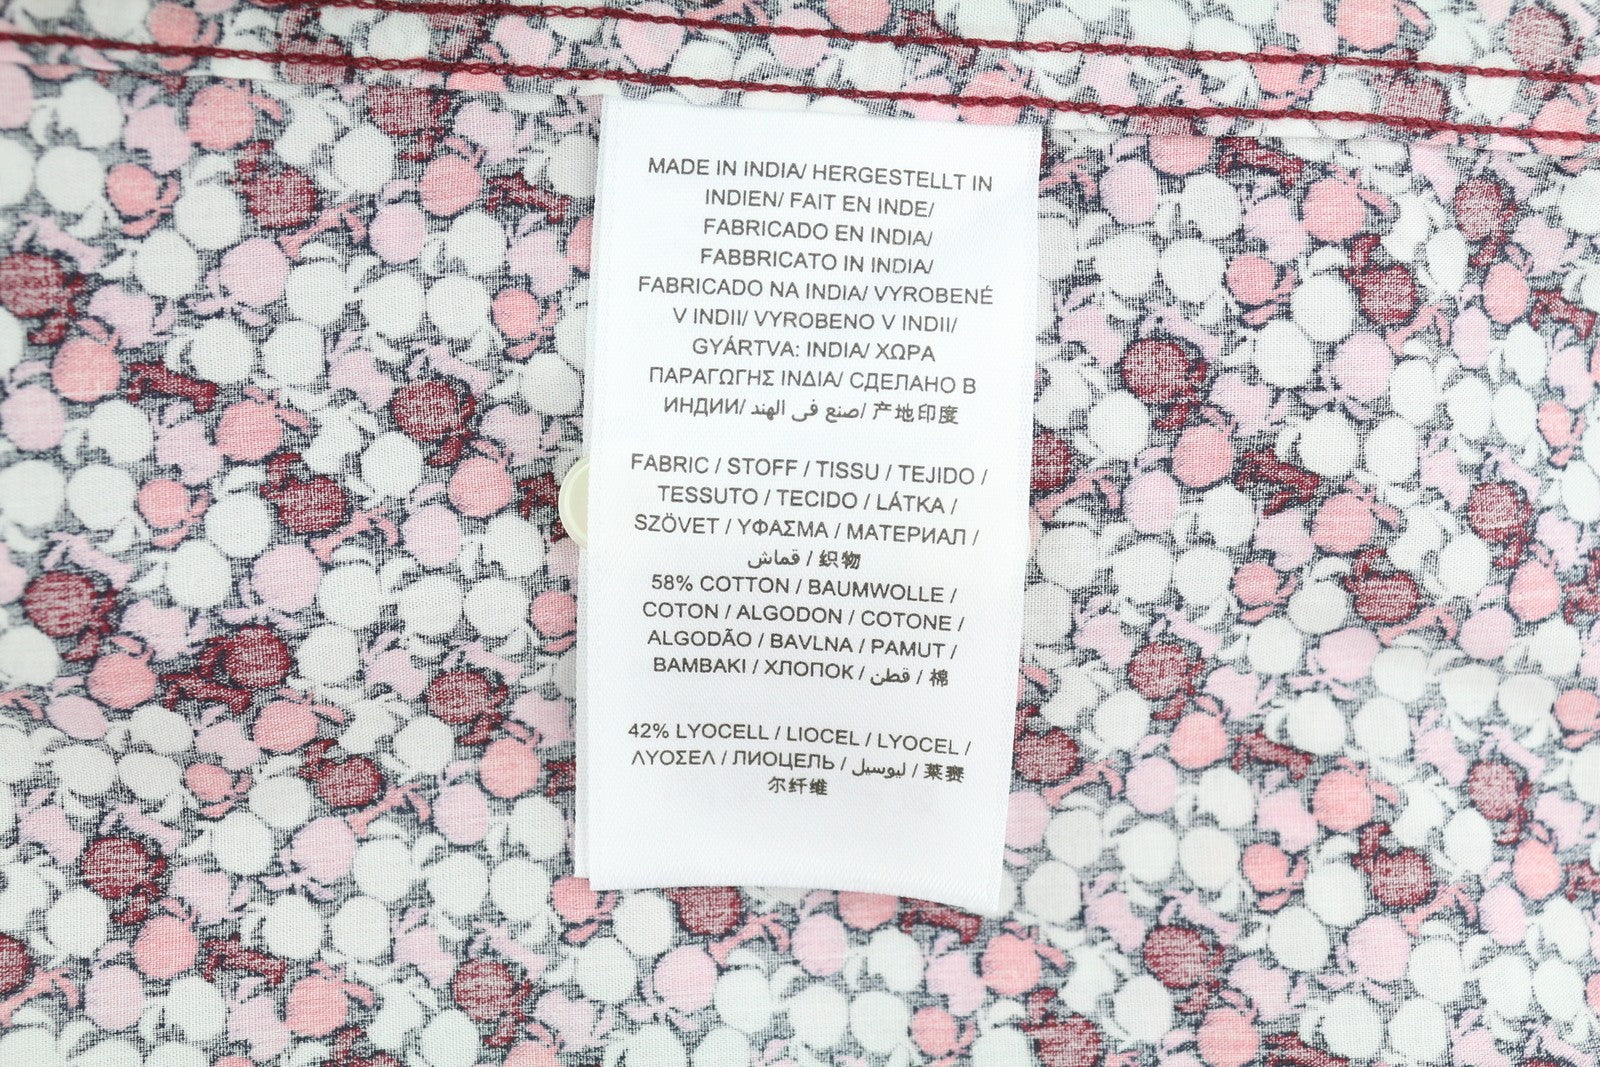 MADE IN INDIA/ HERGESTELLT IN
INDIEN/ FAIT EN INDE/
FABRICADO EN INDIA/
FABBRICATO IN INDIA/
FABRICADO NA INDIA/ VYROBENÉ
V INDII/ VYROBENO V INDII/
GYÁRTVA: INDIA/ ΧΩΡΑ
ΠΑΡΑΓΩΓΗΣ ΙΝΔΙΑ/ СДЕЛАНО В
ИНДИИ/ صنع في الهند/ 产地印度
FABRIC / STOFF / TISSU / TEJIDO /
TESSUTO / TECIDO / LÁTKA /
SZÖVET / ΥΦΑΣΜΑ / МАТЕРИАЛ /
قماش / 织物
58% COTTON / BAUMWOLLE /
COTON / ALGODON / COTONE /
ALGODÃO / BAVLNA / PAMUT /
ΒΑΜΒΑΚΙ / ХЛОПОК / قطن / 棉
42% LYOCELL / LIOCEL / LYOCEL /
ΛΥΟΣΕΛ / ЛИОЦЕЛЬ / ليوسيل / 莱赛
尔纤维